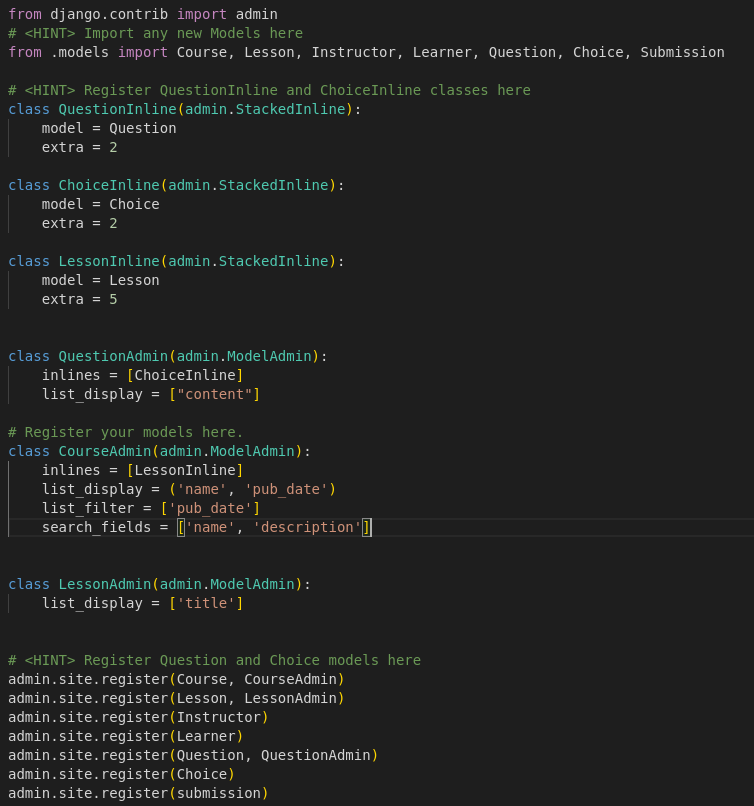 from django.contrib import admin
# <HINT> Import any new Models here
from .models import Course, Lesson, Instructor, Learner, Question, Choice, Submission
# <HINT> Register QuestionInline and ChoiceInline classes here
class QuestionInline(admin.StackedInline):
    model = Question
    extra = 2
class ChoiceInline(admin.StackedInline):
    model = Choice
    extra = 2
class LessonInline(admin.StackedInline):
    model = Lesson
    extra = 5
class QuestionAdmin(admin.ModelAdmin):
    inlines = [ChoiceInline]
    list_display = ["content"]
# Register your models here.
class CourseAdmin(admin.ModelAdmin):
    inlines = [LessonInline]
    list_display = ('name', 'pub_date')
    list_filter = ['pub_date']
    search_fields = ['name', 'description']
class LessonAdmin(admin.ModelAdmin):
    list_display = ['title']
# <HINT> Register Question and Choice models here
admin.site.register(Course, CourseAdmin)
admin.site.register(Lesson, LessonAdmin)
admin.site.register(Instructor)
admin.site.register(Learner)
admin.site.register(Question, QuestionAdmin)
admin.site.register(Choice)
admin.site.register(submission)